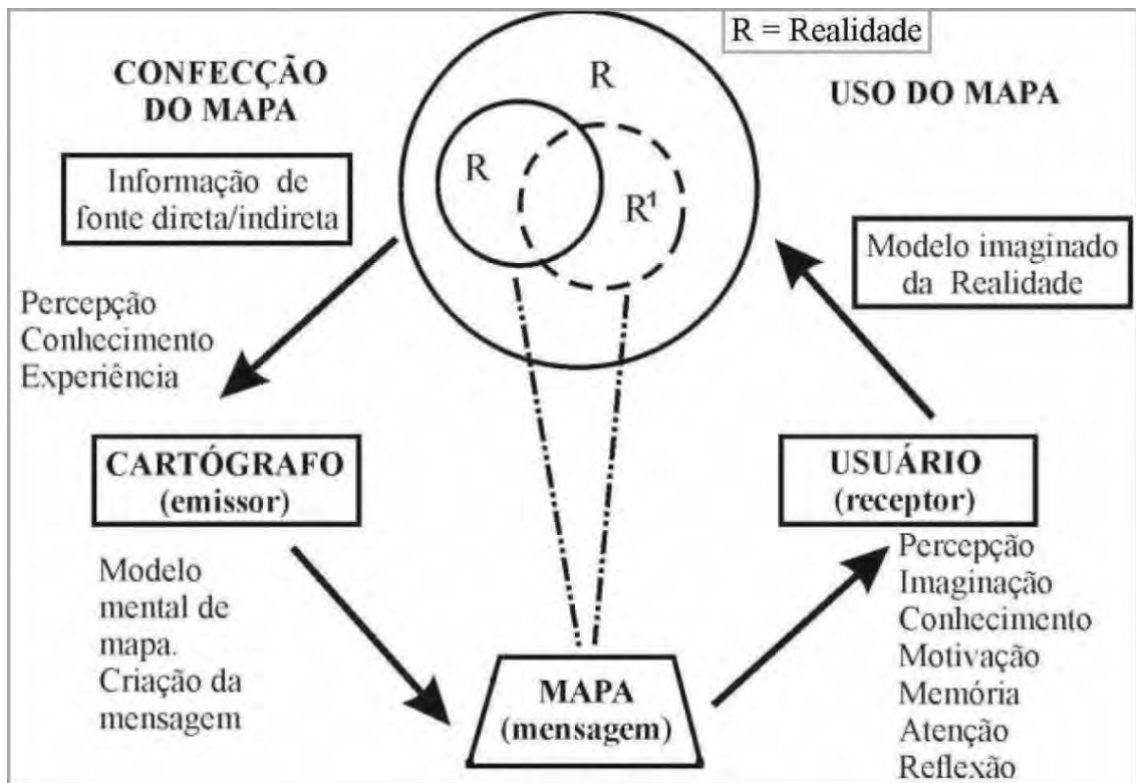 R = Realidade
CONFECÇÃO
DO MAPA
R
USO DO MAPA
R
R¹
Informação de
fonte direta/indireta
Modelo imaginado
da Realidade
Percepção
Conhecimento
Experiência
CARTÓGRAFO
(emissor)
USUÁRIO
(receptor)
Modelo
mental de
mapa.
Criação da
mensagem
MAPA
(mensagem)
Percepção
Imaginação
Conhecimento
Motivação
Memória
Atenção
Reflexão